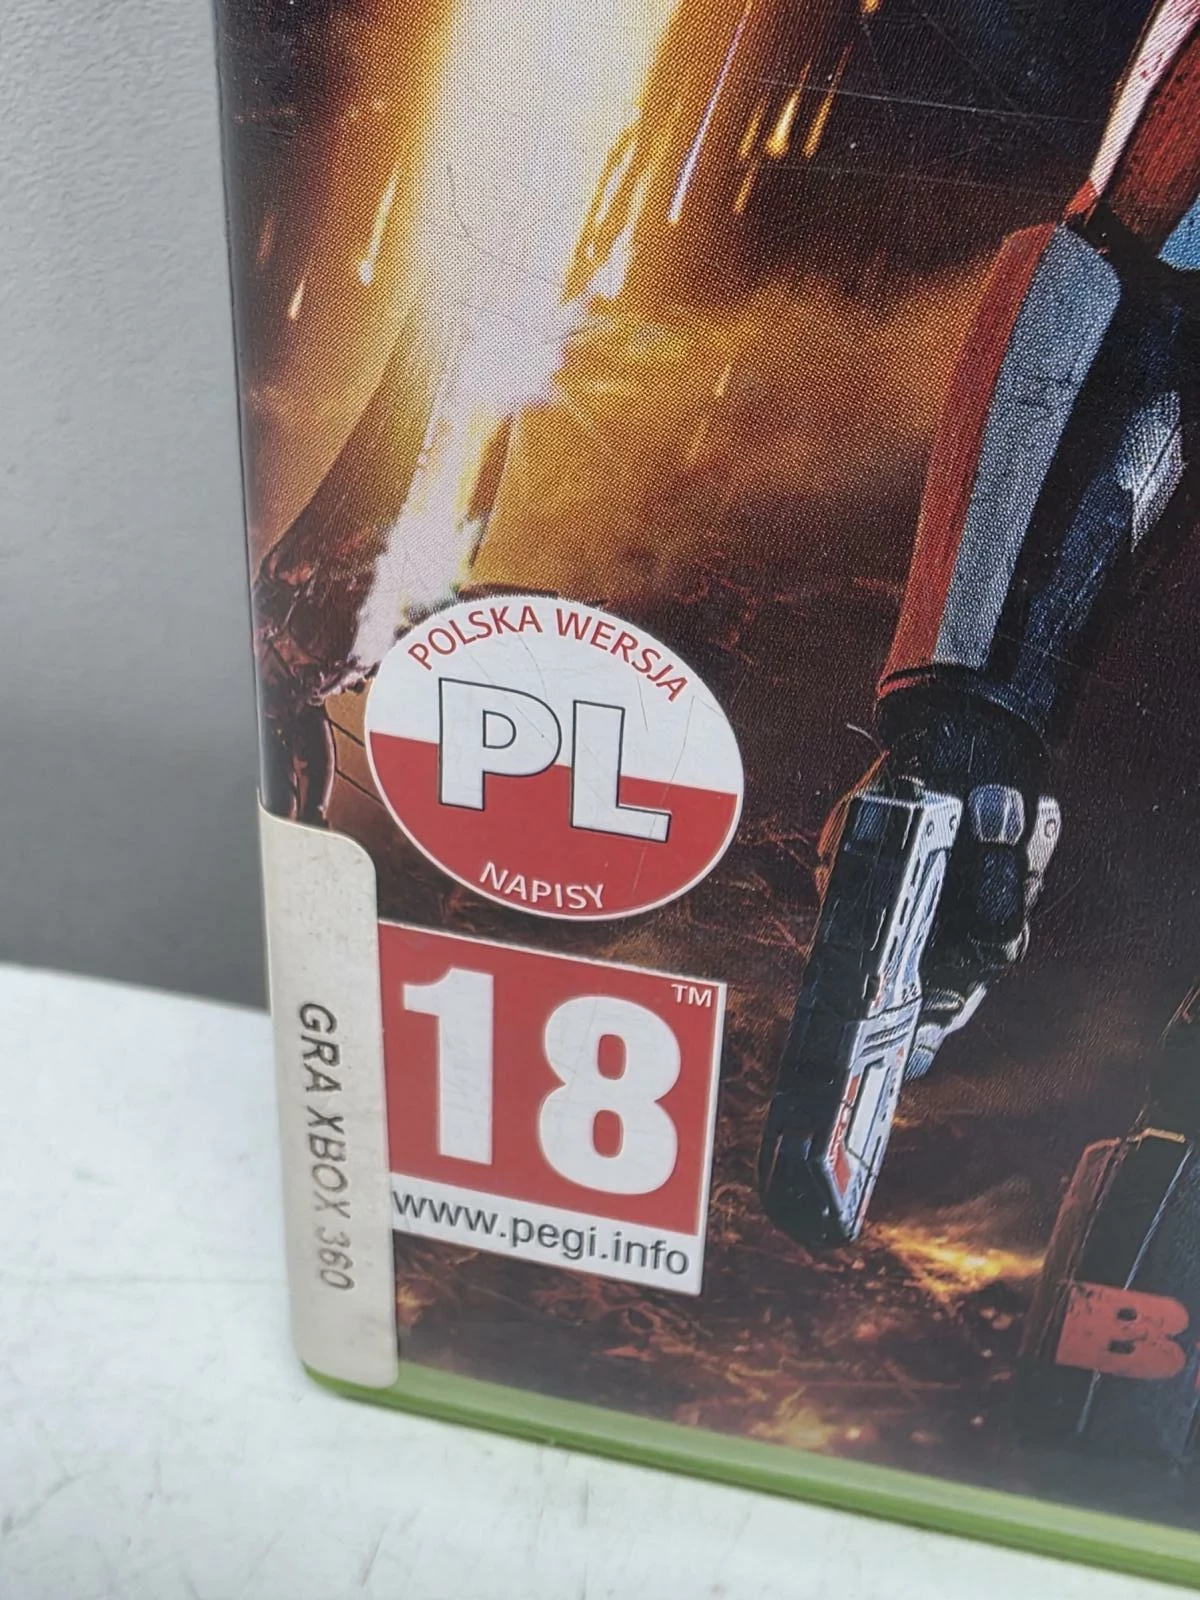 POLSKA WERSJA
PL
NAPISY
18 ™
www.pegi.info
GRA XBOX 360
B